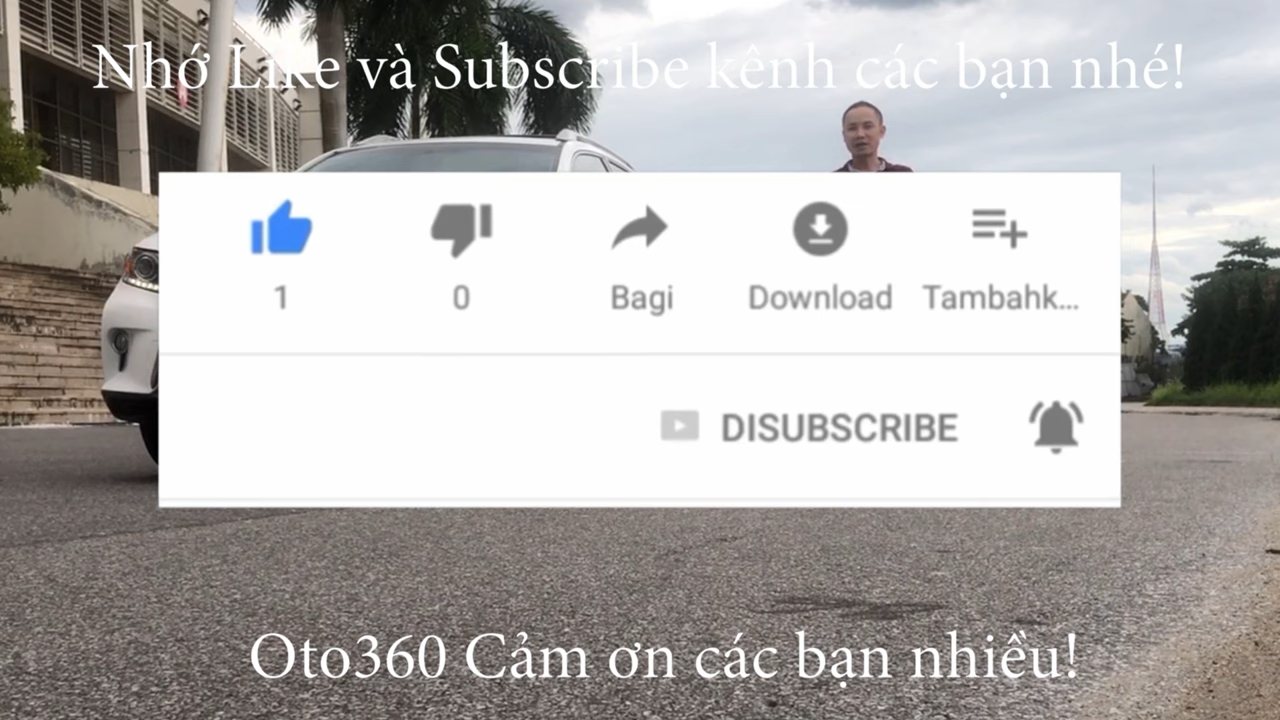 Nhớ Like và Subscribe kênh các bạn nhé!
1 0 Bagi Download Tambahk...
DISUBSCRIBE
Oto360 Cảm ơn các bạn nhiều!